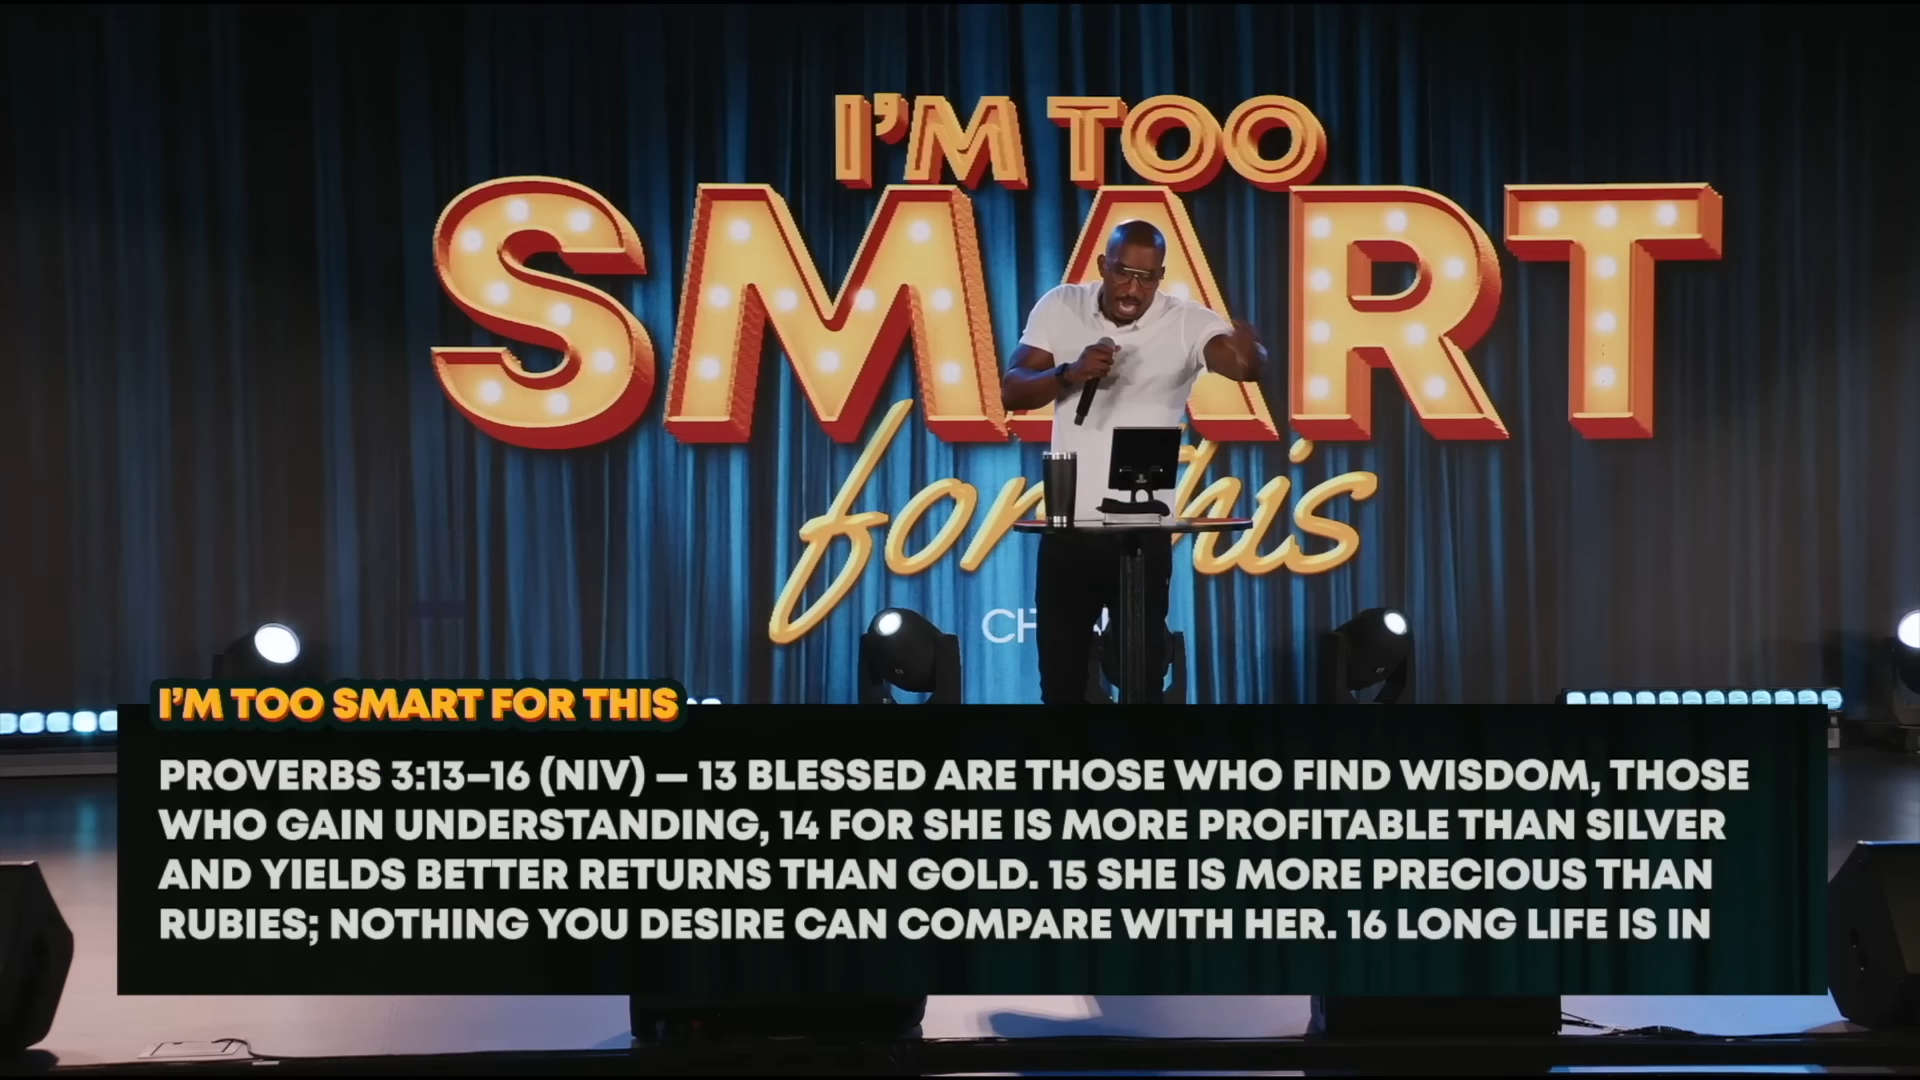 I'M TOO
SMART
for this
I'M TOO SMART FOR THIS
PROVERBS 3:13–16 (NIV) — 13 BLESSED ARE THOSE WHO FIND WISDOM, THOSE
WHO GAIN UNDERSTANDING, 14 FOR SHE IS MORE PROFITABLE THAN SILVER
AND YIELDS BETTER RETURNS THAN GOLD. 15 SHE IS MORE PRECIOUS THAN
RUBIES; NOTHING YOU DESIRE CAN COMPARE WITH HER. 16 LONG LIFE IS IN